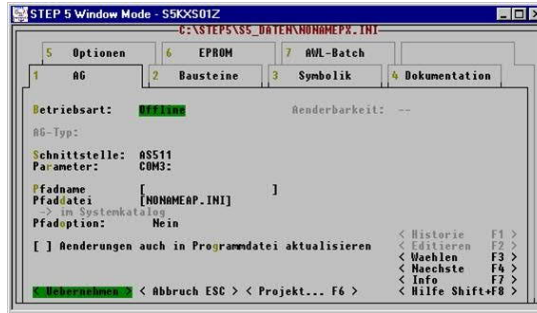 STEP 5 Window Mode - S5KXS01Z
C:\STEP5\S5_DATEN\NONAMEPX.INI
5 Optionen 6 EPROM 7 AWL-Batch
1 AG 2 Bausteine 3 Symbolik 4 Dokumentation
Betriebsart: Offline Aenderbarkeit: --
AG-Typ:
Schnittstelle: AS511
Parameter: COM3:
Pfadname [ ]
Pfaddatei [NONAMEAP.INI]
-> im Systemkatalog
Pfadoption: Nein
[ ] Aenderungen auch in Programmdatei aktualisieren
< Historie F1 >
< Editieren F2 >
< Waehlen F3 >
< Naechste F4 >
< Info F7 >
< Uebernehmen > < Abbruch ESC > < Projekt... F6 > < Hilfe Shift+F8 >